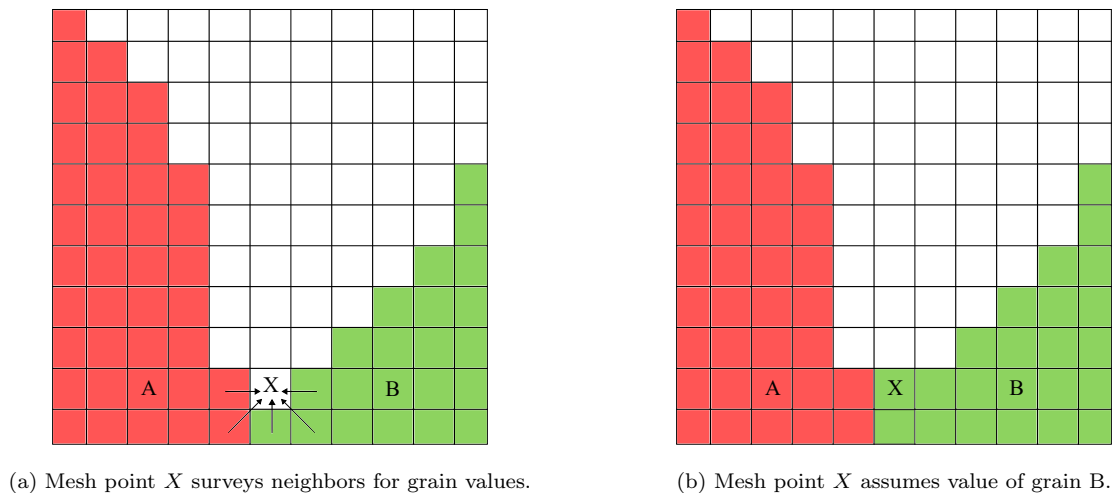 A X B
A X B
(a) Mesh point X surveys neighbors for grain values.
(b) Mesh point X assumes value of grain B.